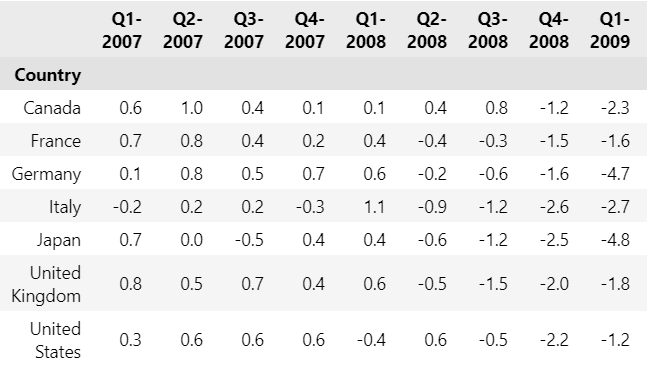 Q1-2007 Q2-2007 Q3-2007 Q4-2007 Q1-2008 Q2-2008 Q3-2008 Q4-2008 Q1-2009
Country
Canada 0.6 1.0 0.4 0.1 0.1 0.4 0.8 -1.2 -2.3
France 0.7 0.8 0.4 0.2 0.4 -0.4 -0.3 -1.5 -1.6
Germany 0.1 0.8 0.5 0.7 0.6 -0.2 -0.6 -1.6 -4.7
Italy -0.2 0.2 0.2 -0.3 1.1 -0.9 -1.2 -2.6 -2.7
Japan 0.7 0.0 -0.5 0.4 0.4 -0.6 -1.2 -2.5 -4.8
United Kingdom 0.8 0.5 0.7 0.4 0.6 -0.5 -1.5 -2.0 -1.8
United States 0.3 0.6 0.6 0.6 -0.4 0.6 -0.5 -2.2 -1.2